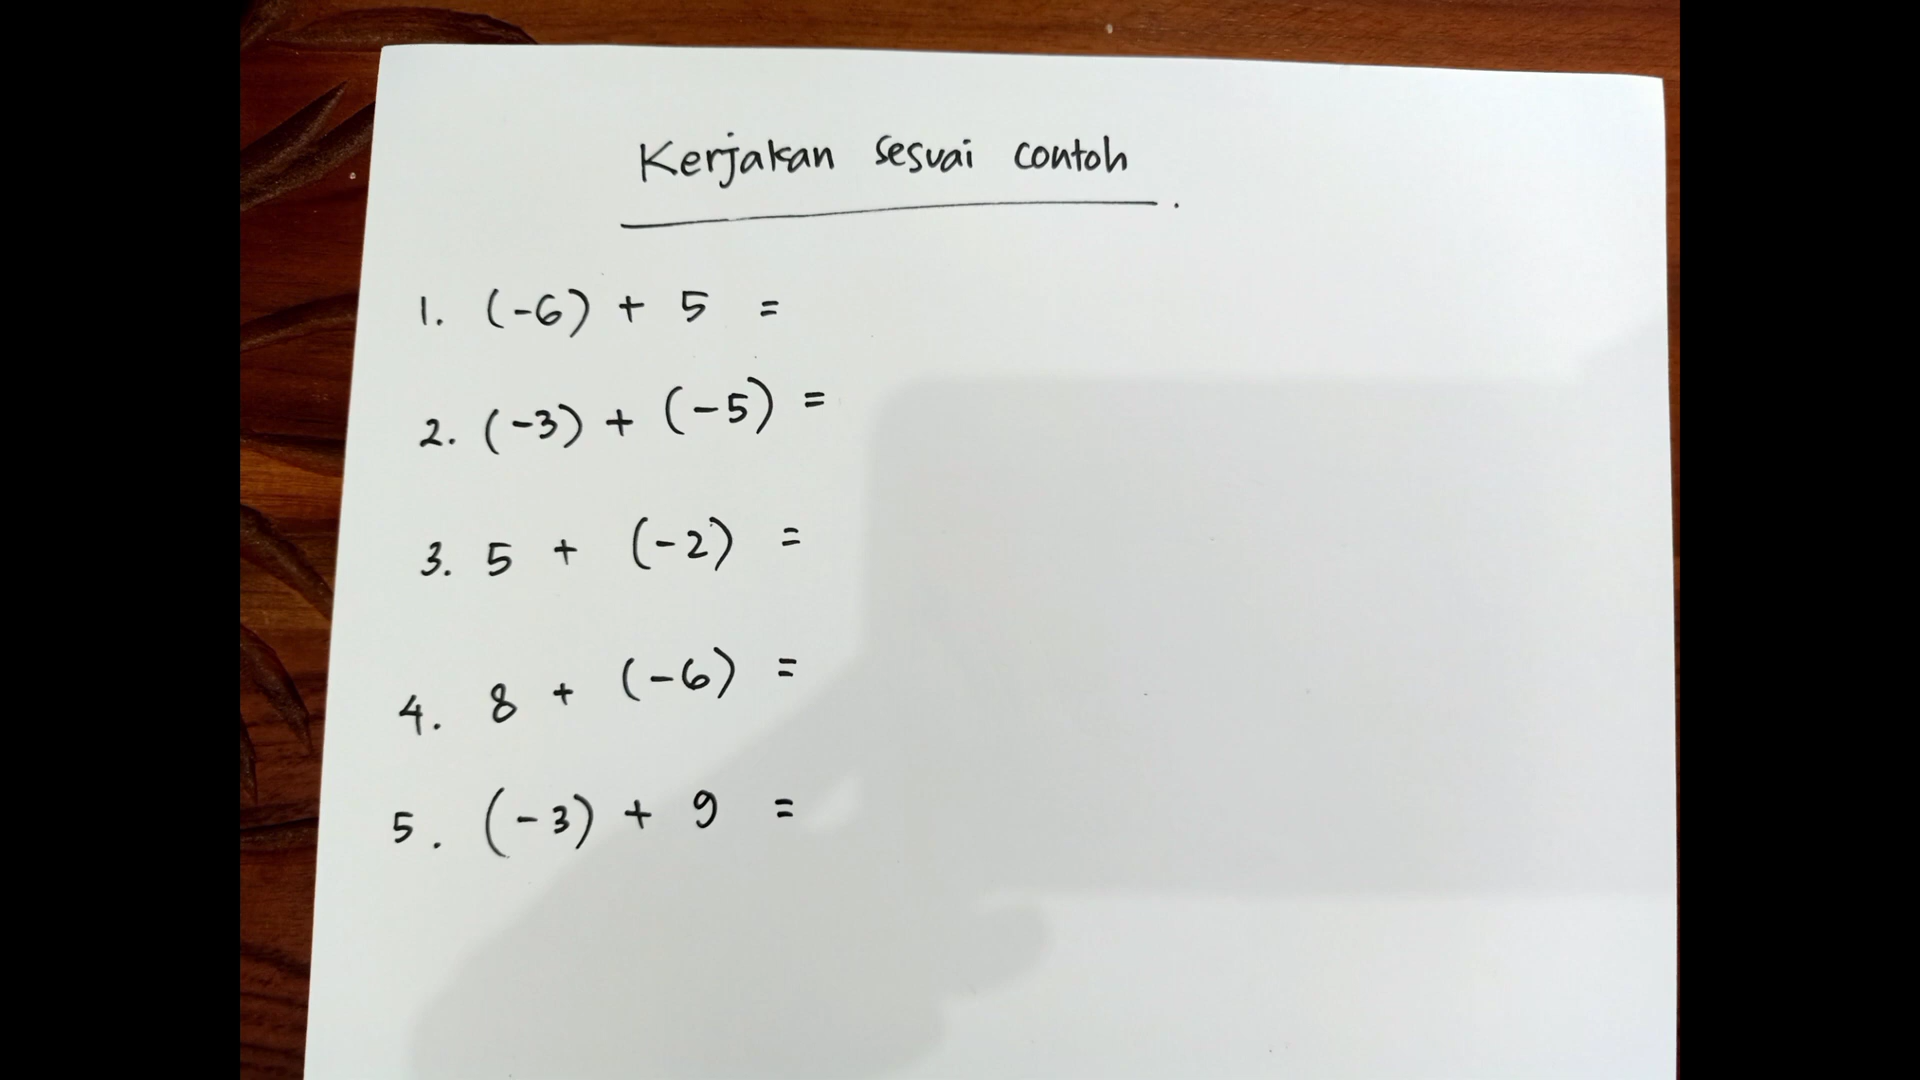 Kerjakan sesuai contoh.
1. (-6) + 5 =
2. (-3) + (-5) =
3. 5 + (-2) =
4. 8 + (-6) =
5. (-3) + 9 =